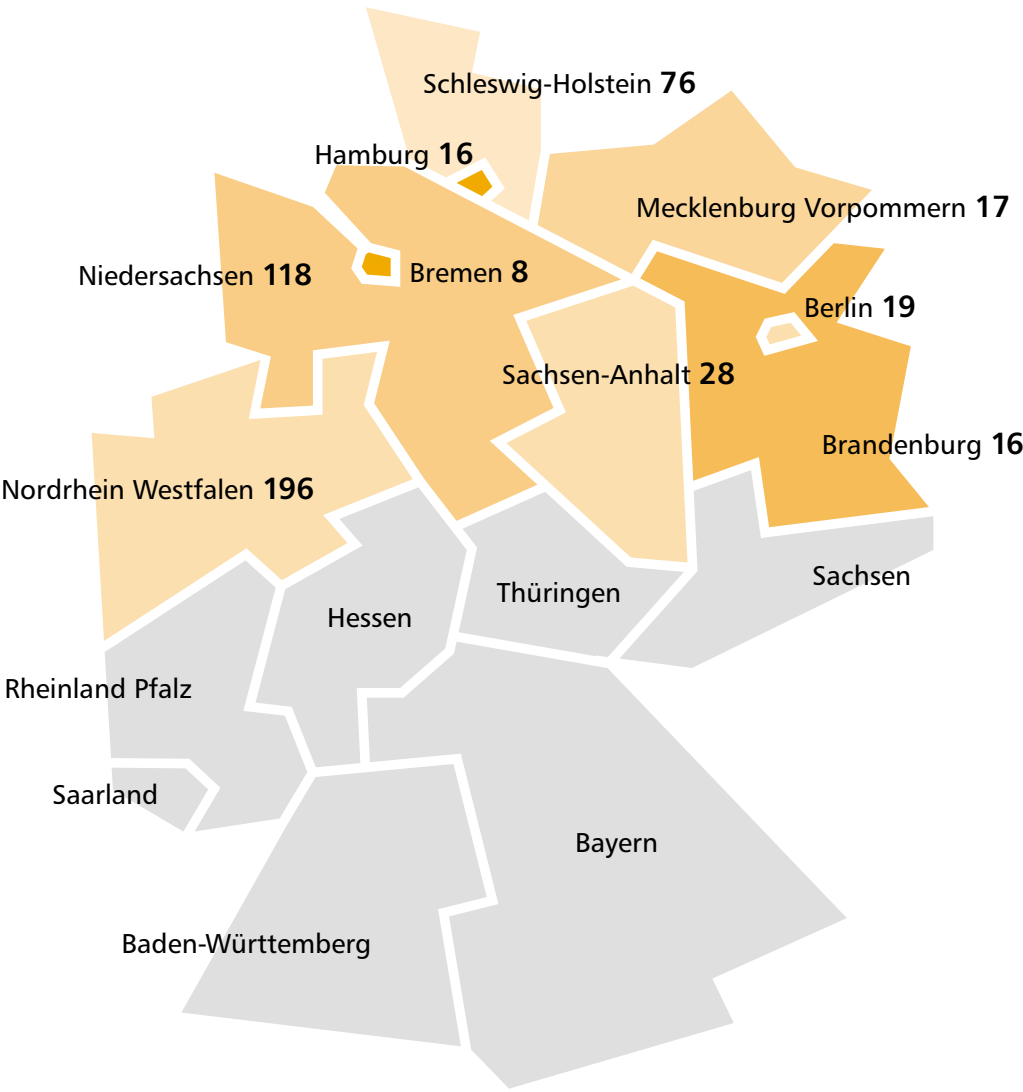 Schleswig-Holstein 76
Hamburg 16
Mecklenburg Vorpommern 17
Niedersachsen 118
Bremen 8
Berlin 19
Sachsen-Anhalt 28
Brandenburg 16
Nordrhein Westfalen 196
Sachsen
Thüringen
Hessen
Rheinland Pfalz
Saarland
Bayern
Baden-Württemberg